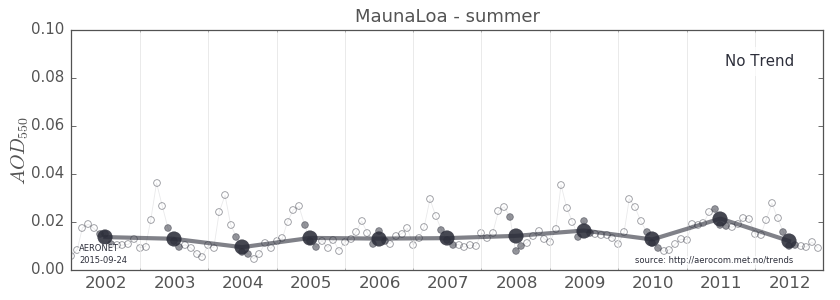 MaunaLoa - summer
No Trend
AOD550
0.10
0.08
0.06
0.04
0.02
0.00
AERONET
2015-09-24
source: http://aerocom.met.no/trends
2002 2003 2004 2005 2006 2007 2008 2009 2010 2011 2012